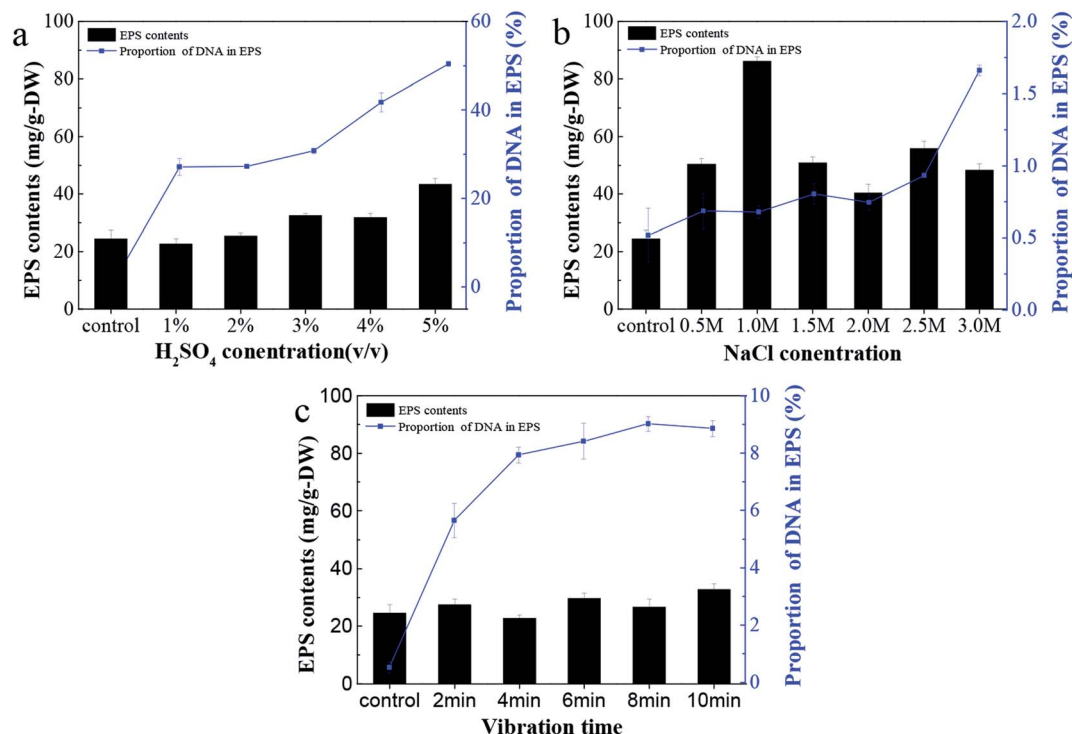 a
EPS contents
Proportion of DNA in EPS
EPS contents (mg/g-DW)
100
80
60
40
20
0
Proportion of DNA in EPS (%)
60
40
20
0
control 1% 2% 3% 4% 5%
H₂SO₄ conentration(v/v)
b
EPS contents
Proportion of DNA in EPS
EPS contents (mg/g-DW)
100
80
60
40
20
0
Proportion of DNA in EPS (%)
2.0
1.5
1.0
0.5
0.0
control 0.5M 1.0M 1.5M 2.0M 2.5M 3.0M
NaCl conentration
c
EPS contents
Proportion of DNA in EPS
EPS contents (mg/g-DW)
100
80
60
40
20
0
Proportion of DNA in EPS (%)
10
8
6
4
2
0
control 2min 4min 6min 8min 10min
Vibration time